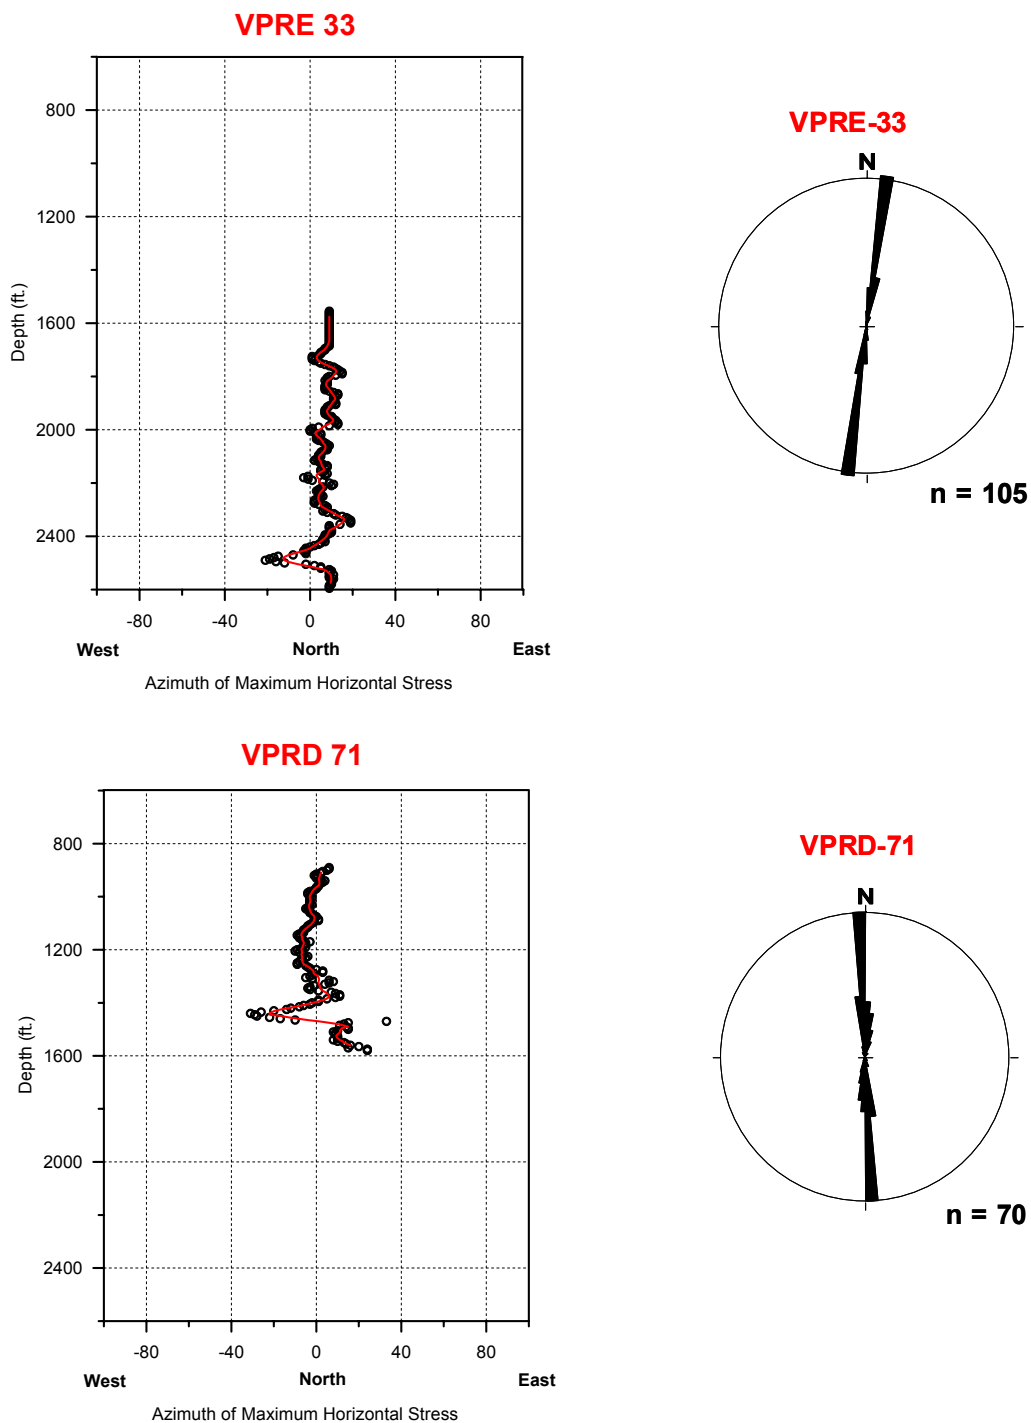 VPRE 33
800
1200
1600
2000
2400
Depth (ft.)
-80 -40 0 40 80
West North East
Azimuth of Maximum Horizontal Stress
VPRE-33
N
n = 105
VPRD 71
800
1200
1600
2000
2400
Depth (ft.)
-80 -40 0 40 80
West North East
Azimuth of Maximum Horizontal Stress
VPRD-71
N
n = 70